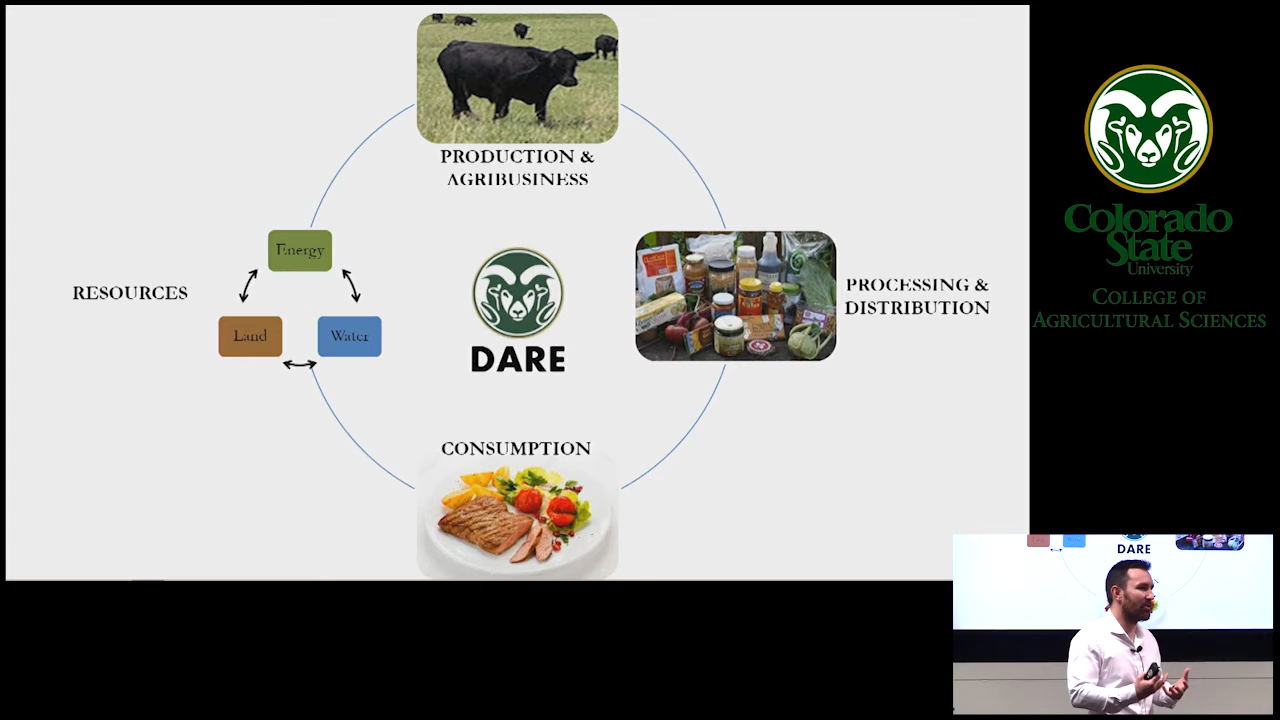 PRODUCTION &
AGRIBUSINESS
RESOURCES
Energy
Land
Water
DARE
PROCESSING &
DISTRIBUTION
CONSUMPTION
Colorado
State
University
COLLEGE OF
AGRICULTURAL SCIENCES
DARE